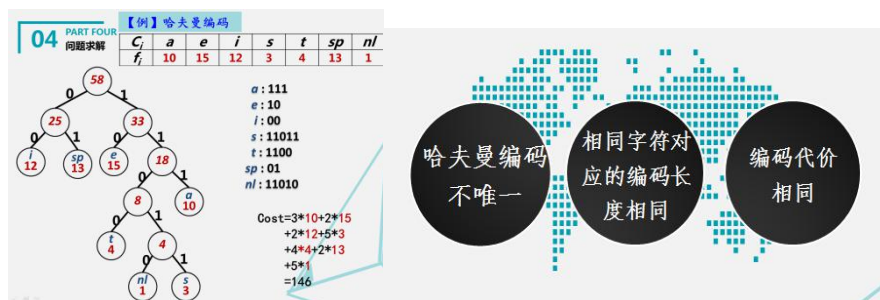 04
PART FOUR
问题求解
【例】哈夫曼编码
Ci a e i s t sp nl
fi 10 15 12 3 4 13 1
58
0 1
25 33
0 1 0 1
i 12
sp 13
e 15
18
0 1
8
a 10
0 1
t 4
4
0 1
nl 1
s 3
a : 111
e : 10
i : 00
s : 11011
t : 1100
sp : 01
nl : 11010
Cost=3*10+2*15
+2*12+5*3
+4*4+2*13
+5*1
=146
哈夫曼编码
不唯一
相同字符对
应的编码长
度相同
编码代价
相同